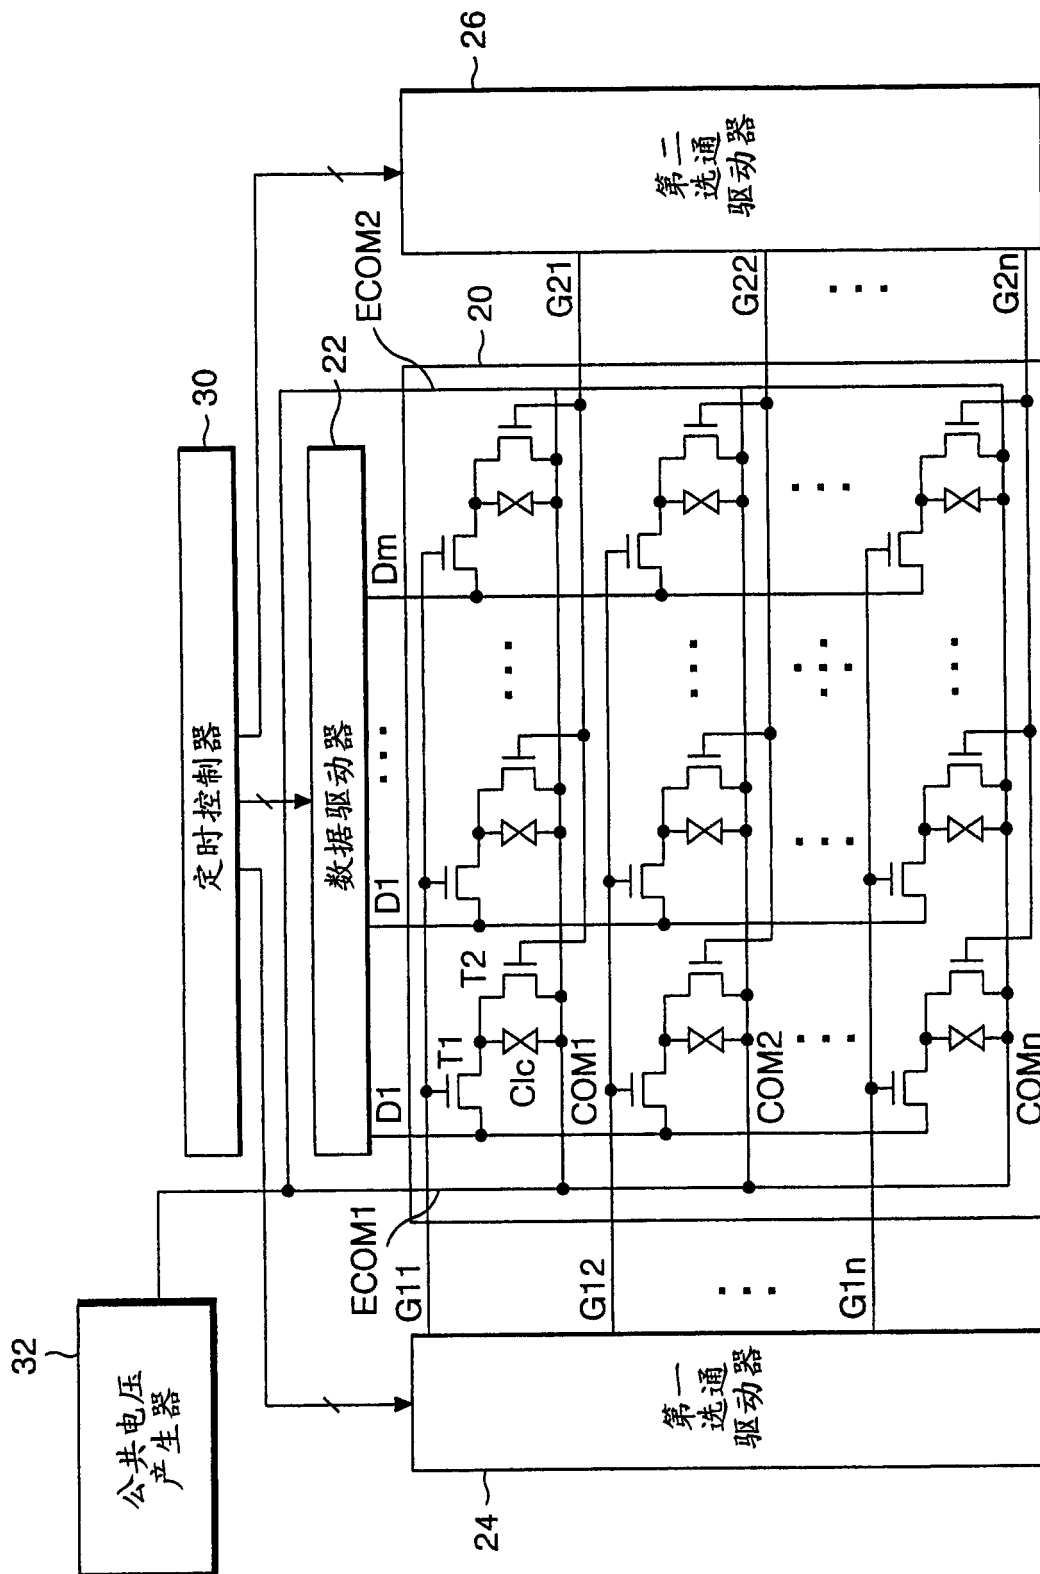 32
公共电压
产生器
30
定时控制器
22
数据驱动器
ECOM2
26
第二
选通
驱动器
20
24
第一
选通
驱动器
ECOM1
D1
D1
Dm
G11
T1
T2
Clc
COM1
G21
G12
COM2
G22
G1n
COMn
G2n